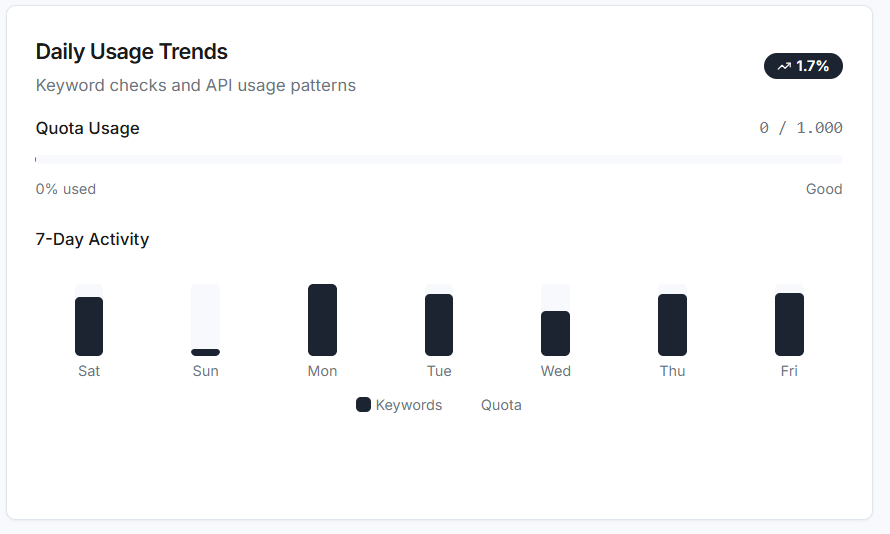 Daily Usage Trends
Keyword checks and API usage patterns
1.7%
Quota Usage
0 / 1.000
0% used
Good
7-Day Activity
Sat Sun Mon Tue Wed Thu Fri
Keywords Quota